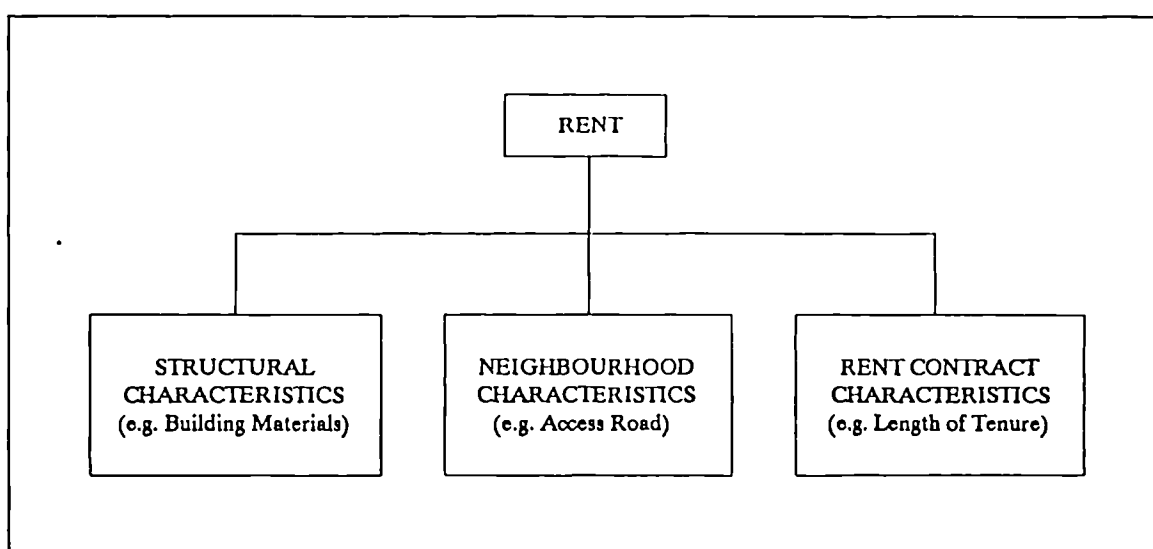 RENT
STRUCTURAL
CHARACTERISTICS
(e.g. Building Materials)
NEIGHBOURHOOD
CHARACTERISTICS
(e.g. Access Road)
RENT CONTRACT
CHARACTERISTICS
(e.g. Length of Tenure)